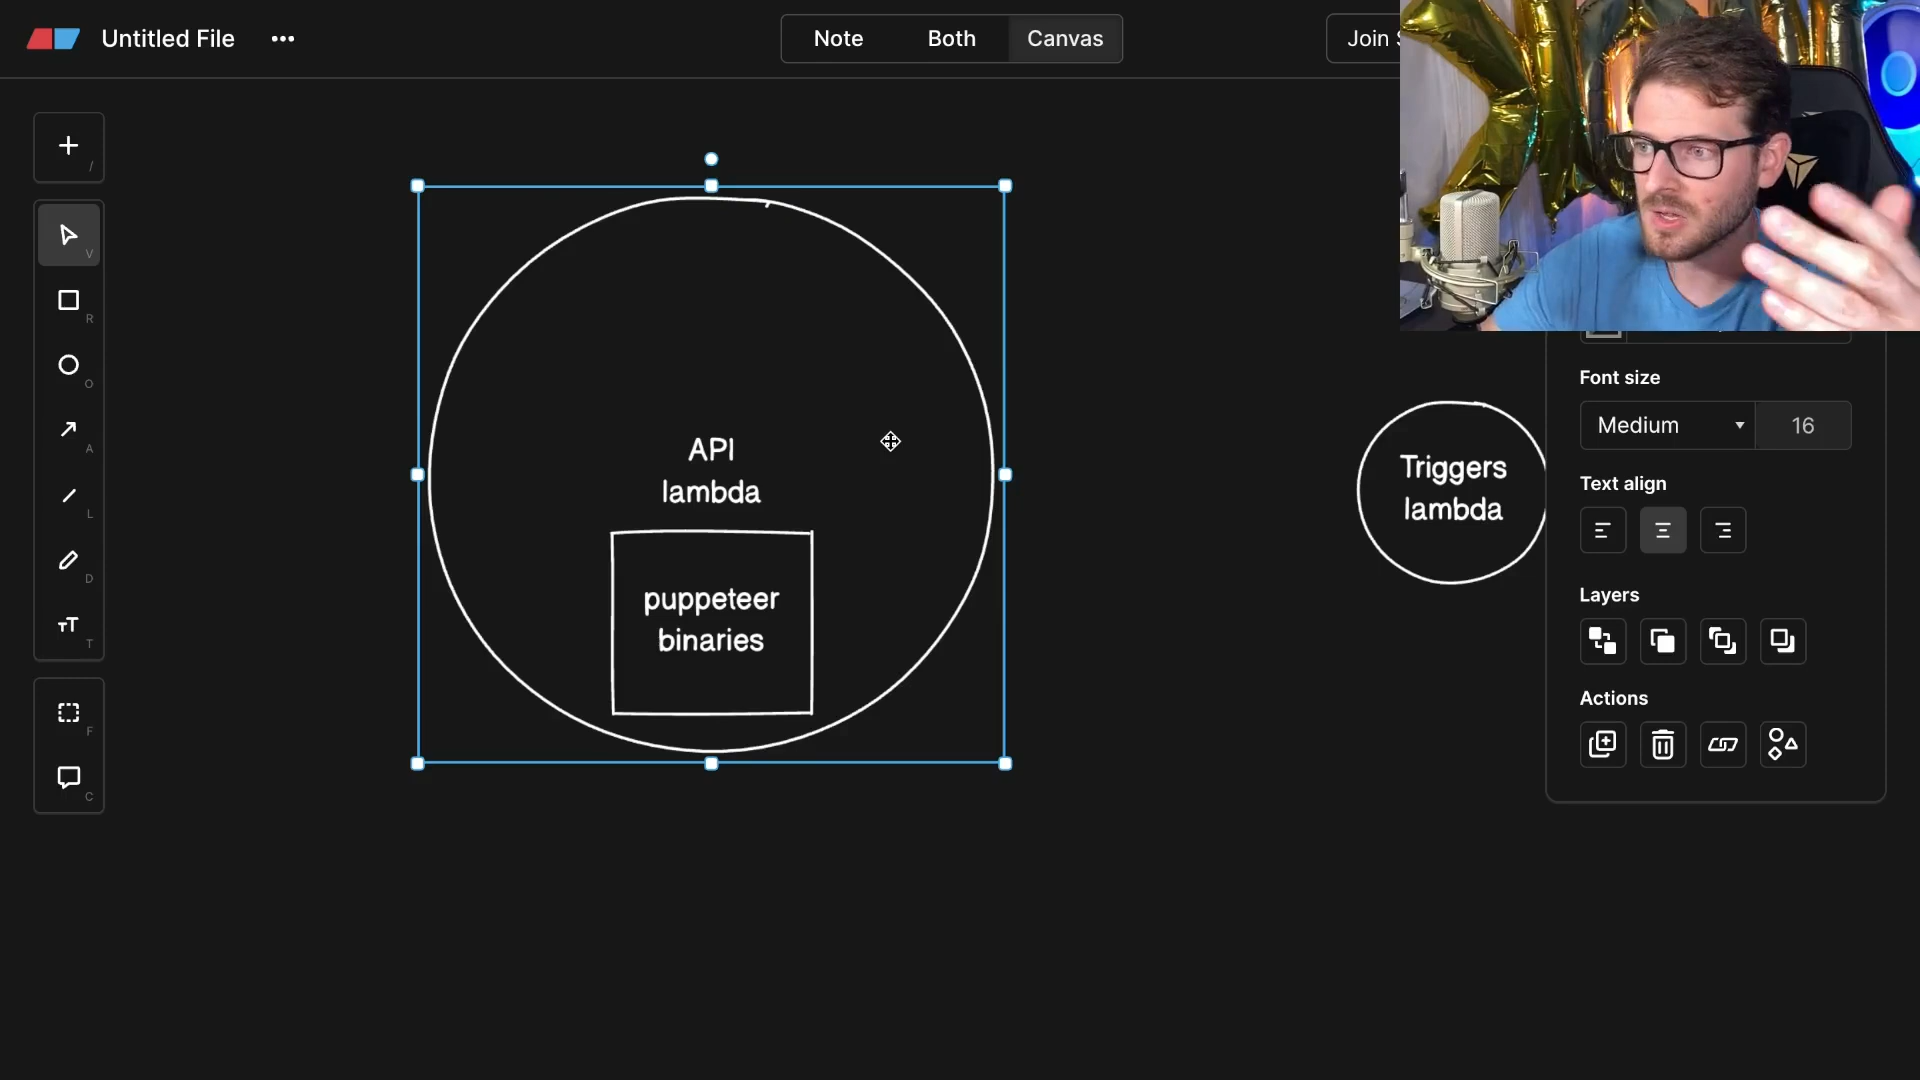 Untitled File
Note
Both
Canvas
Join
/
V
R
O
A
L
D
T
F
C
API
lambda
puppeteer
binaries
Triggers
lambda
Font size
Medium
16
Text align
Layers
Actions